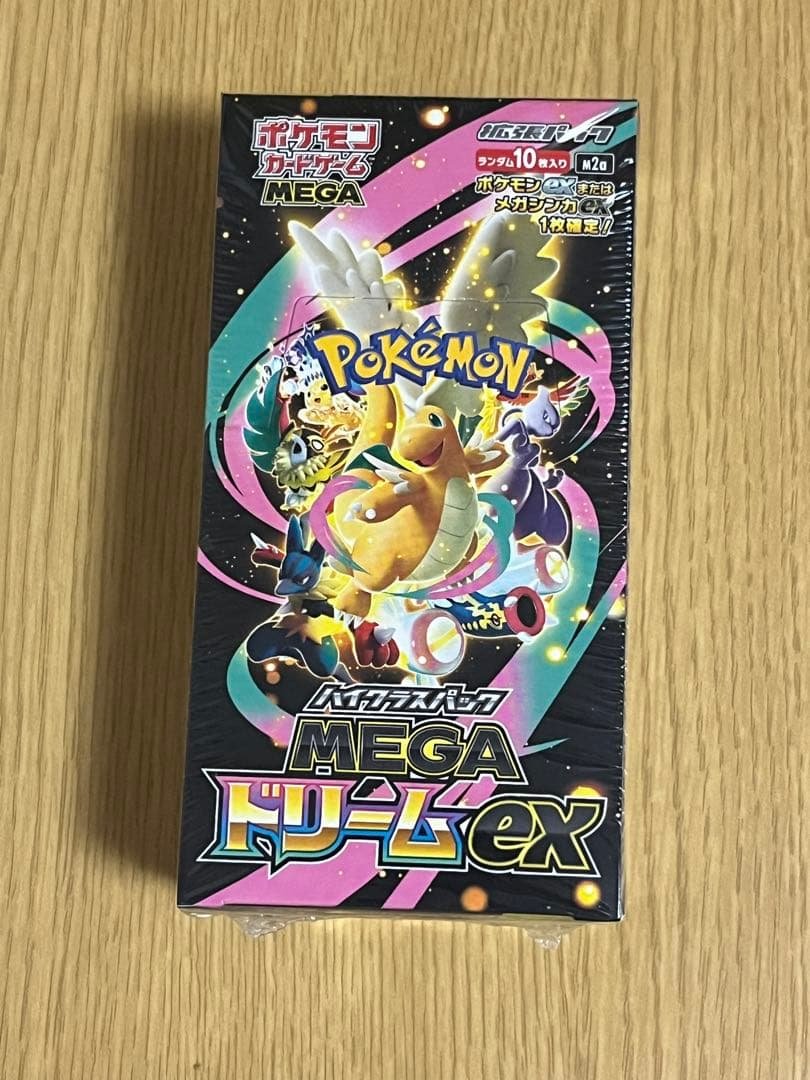 ポケモン
カードゲーム
MEGA
拡張パック
ランダム10枚入り
M2a
ポケモンexまたは
メガシンカex
1枚確定!
POKéMON
ハイクラスパック
MEGA
ドリームex